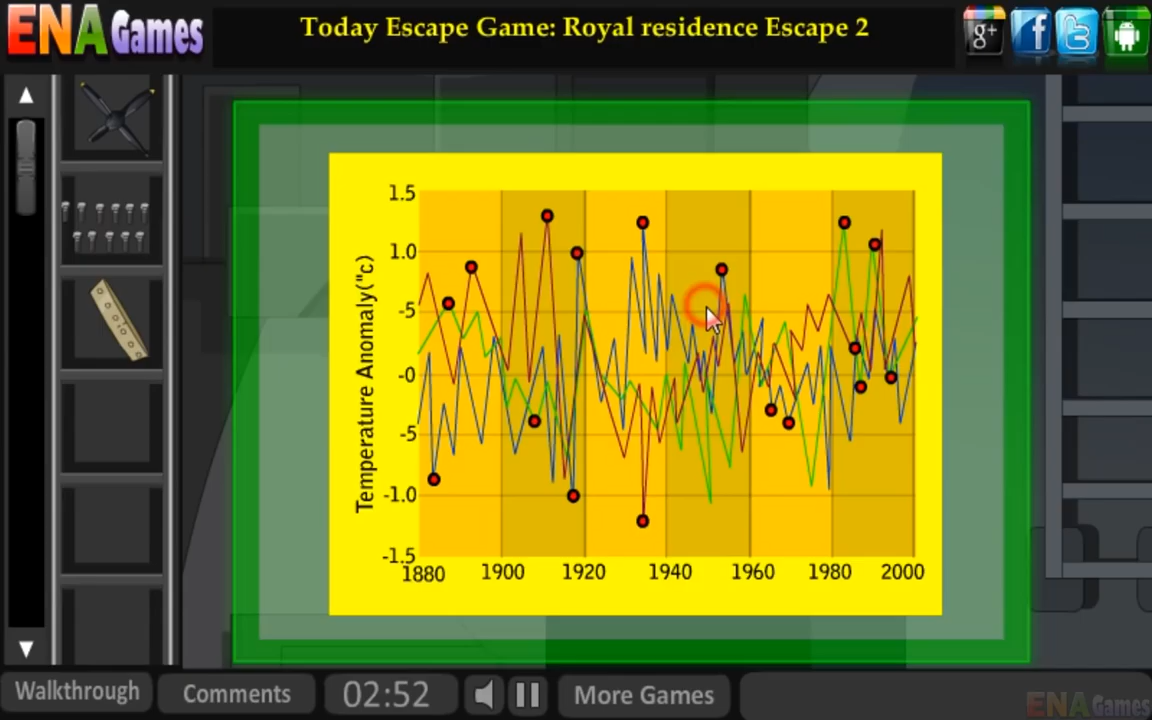 ENA Games
Today Escape Game: Royal residence Escape 2
g+
f
t
1.5
1.0
-5
-0
-5
-1.0
-1.5
Temperature Anomaly("c)
1880 1900 1920 1940 1960 1980 2000
Walkthrough
Comments
02:52
More Games
ENA Games